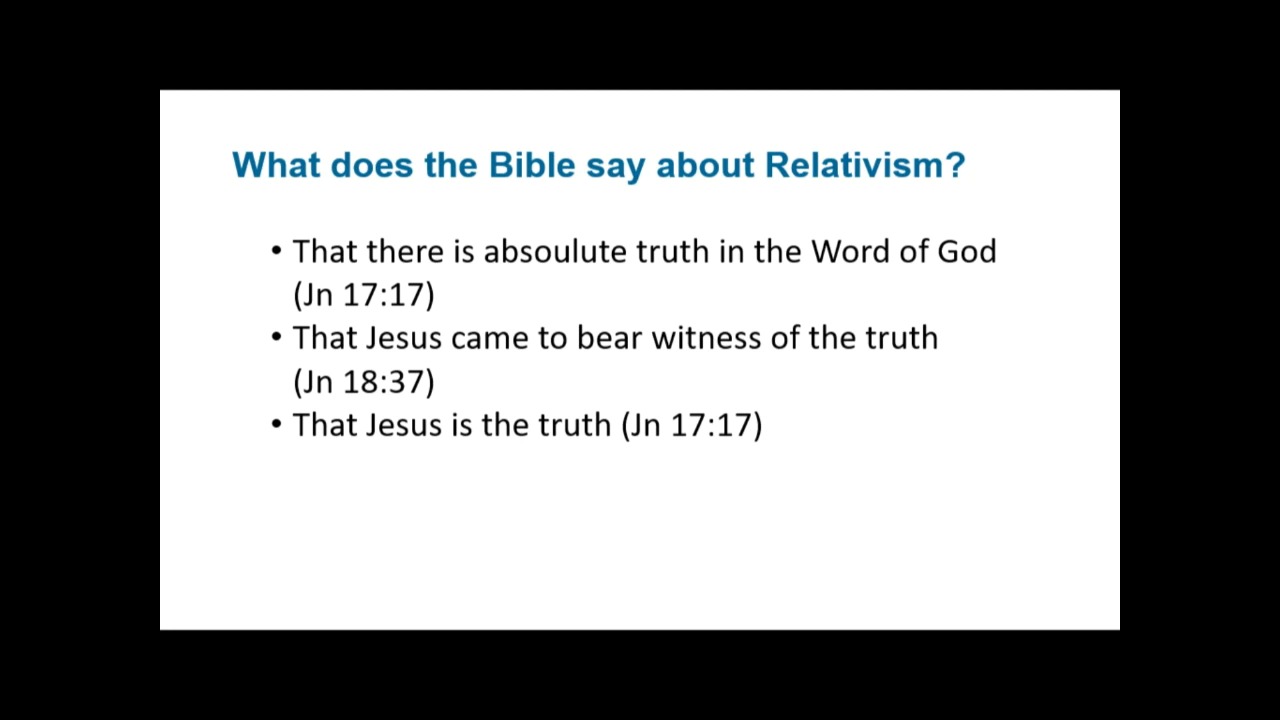 What does the Bible say about Relativism?
• That there is absoulute truth in the Word of God
(Jn 17:17)
• That Jesus came to bear witness of the truth
(Jn 18:37)
• That Jesus is the truth (Jn 17:17)